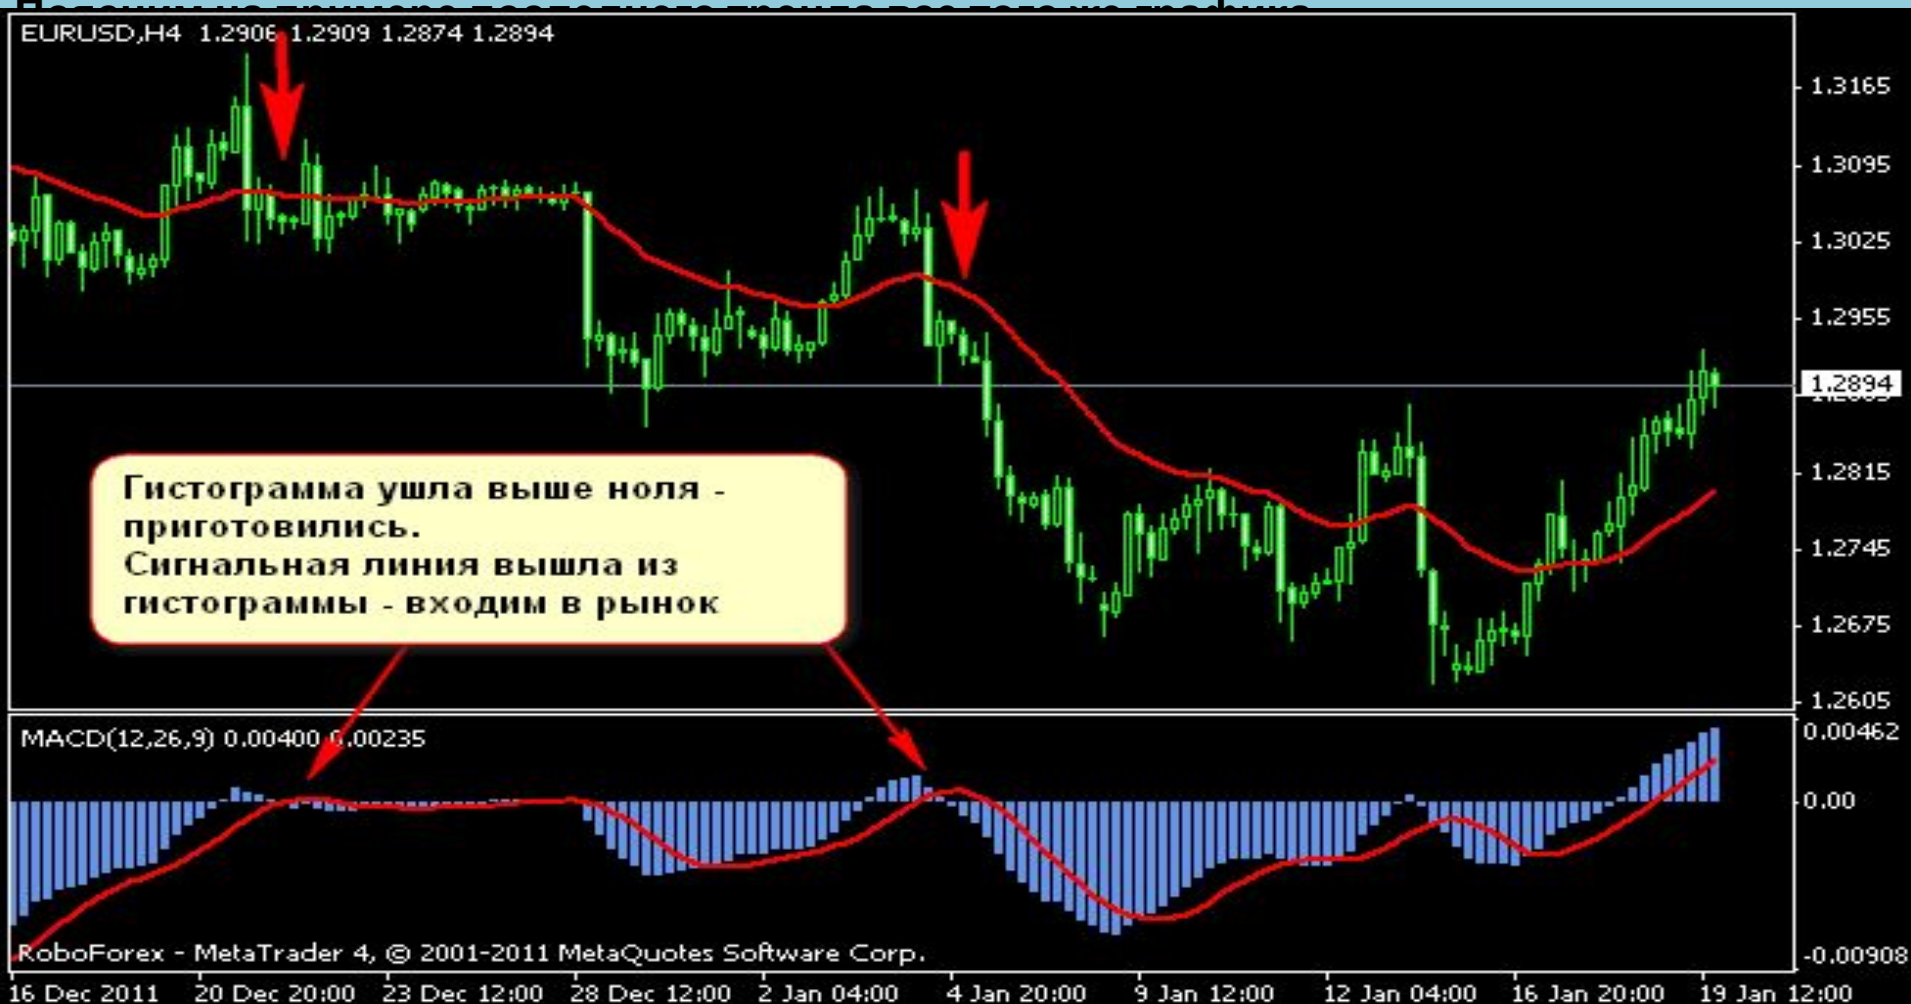 EURUSD,H4 1.2906 1.2909 1.2874 1.2894
1.3165
1.3095
1.3025
1.2955
1.2894
1.2815
1.2745
1.2675
1.2605
Гистограмма ушла выше ноля -
приготовились.
Сигнальная линия вышла из
гистограммы - входим в рынок
MACD(12,26,9) 0.00400 0.00235
0.00462
0.00
-0.00908
RoboForex - MetaTrader 4, © 2001-2011 MetaQuotes Software Corp.
16 Dec 2011 20 Dec 20:00 23 Dec 12:00 28 Dec 12:00 2 Jan 04:00 4 Jan 20:00 9 Jan 12:00 12 Jan 04:00 16 Jan 20:00 19 Jan 12:00